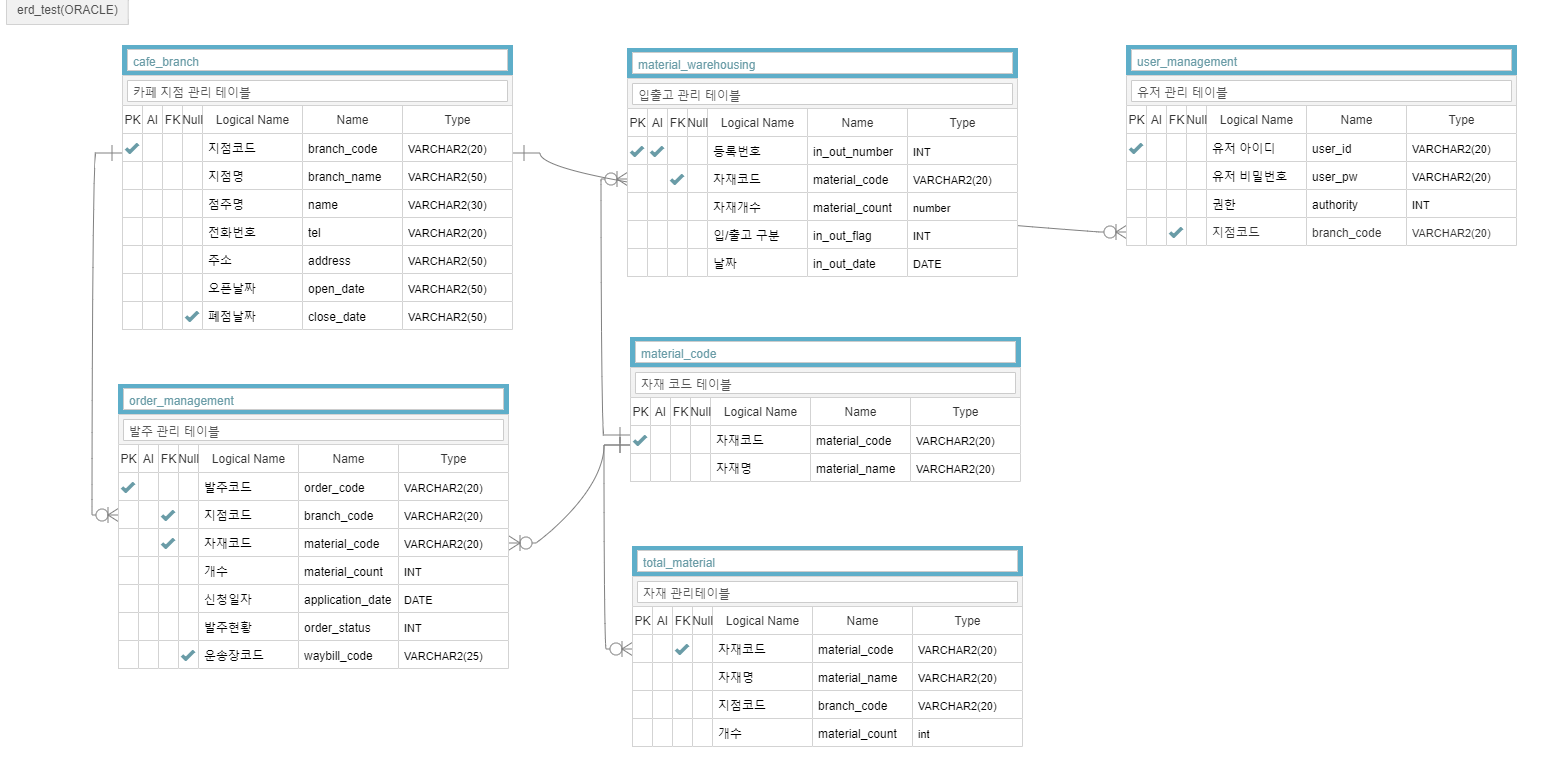 erd_test(ORACLE)
cafe_branch
카페 지점 관리 테이블
PK AI FK Null Logical Name Name Type
지점코드 branch_code VARCHAR2(20)
지점명 branch_name VARCHAR2(50)
점주명 name VARCHAR2(30)
전화번호 tel VARCHAR2(20)
주소 address VARCHAR2(50)
오픈날짜 open_date VARCHAR2(50)
폐점날짜 close_date VARCHAR2(50)
material_warehousing
입출고 관리 테이블
PK AI FK Null Logical Name Name Type
등록번호 in_out_number INT
자재코드 material_code VARCHAR2(20)
자재개수 material_count number
입/출고 구분 in_out_flag INT
날짜 in_out_date DATE
user_management
유저 관리 테이블
PK AI FK Null Logical Name Name Type
유저 아이디 user_id VARCHAR2(20)
유저 비밀번호 user_pw VARCHAR2(20)
권한 authority INT
지점코드 branch_code VARCHAR2(20)
order_management
발주 관리 테이블
PK AI FK Null Logical Name Name Type
발주코드 order_code VARCHAR2(20)
지점코드 branch_code VARCHAR2(20)
자재코드 material_code VARCHAR2(20)
개수 material_count INT
신청일자 application_date DATE
발주현황 order_status INT
운송장코드 waybill_code VARCHAR2(25)
material_code
자재 코드 테이블
PK AI FK Null Logical Name Name Type
자재코드 material_code VARCHAR2(20)
자재명 material_name VARCHAR2(20)
total_material
자재 관리테이블
PK AI FK Null Logical Name Name Type
자재코드 material_code VARCHAR2(20)
자재명 material_name VARCHAR2(20)
지점코드 branch_code VARCHAR2(20)
개수 material_count int